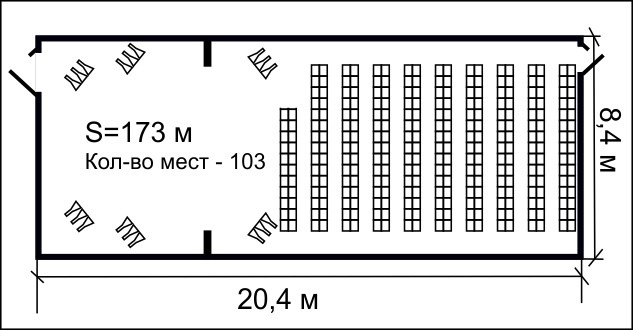 S=173 м
Кол-во мест - 103
8,4 м
20,4 м